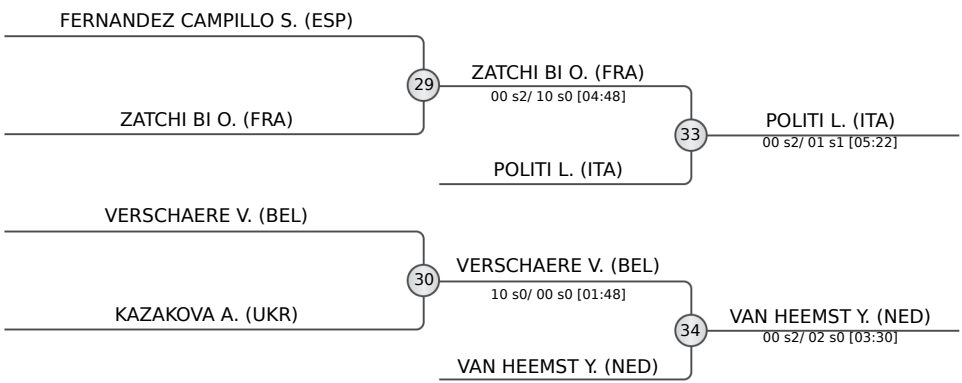 FERNANDEZ CAMPILLO S. (ESP)
29
ZATCHI BI O. (FRA)
00 s2/ 10 s0 [04:48]
ZATCHI BI O. (FRA)
33
POLITI L. (ITA)
00 s2/ 01 s1 [05:22]
POLITI L. (ITA)
VERSCHAERE V. (BEL)
30
VERSCHAERE V. (BEL)
10 s0/ 00 s0 [01:48]
KAZAKOVA A. (UKR)
34
VAN HEEMST Y. (NED)
00 s2/ 02 s0 [03:30]
VAN HEEMST Y. (NED)